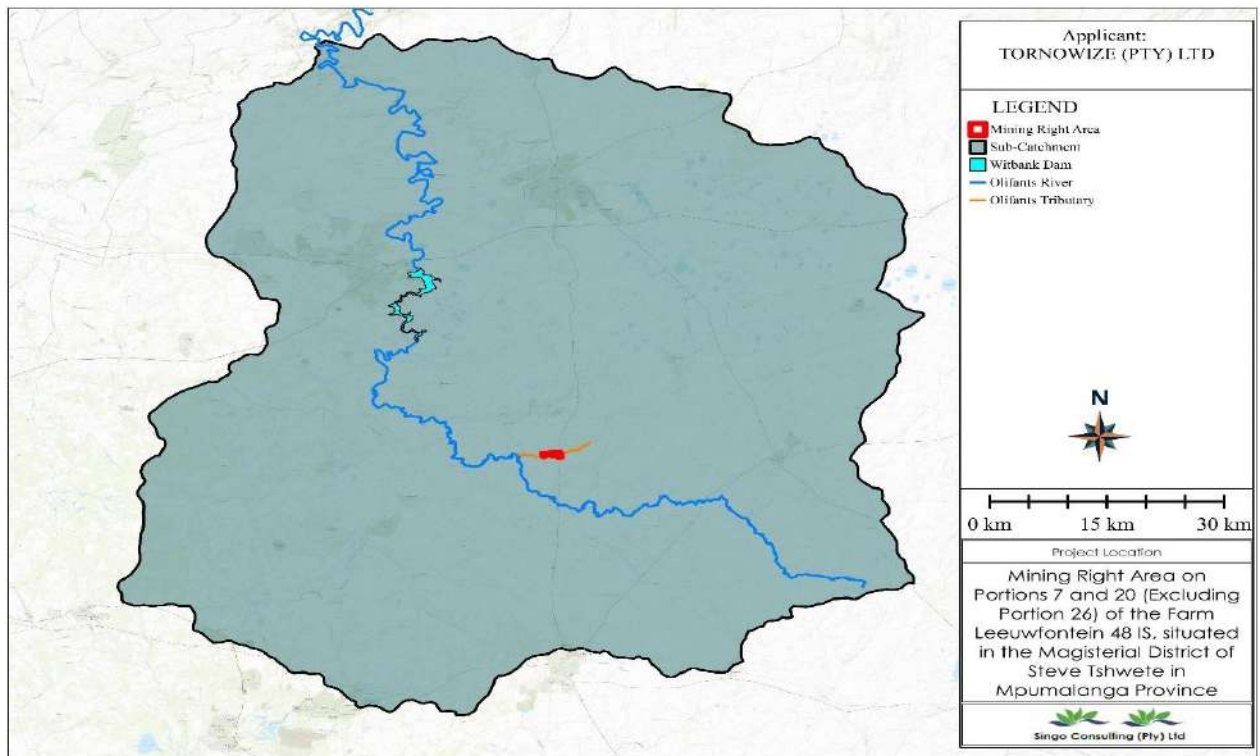 Applicant:
TORNOWIZE (PTY) LTD
LEGEND
Mining Right Area
Sub-Catchment
Witbank Dam
Olifants River
Olifants Tributary
N
0 km 15 km 30 km
Project Location
Mining Right Area on
Portions 7 and 20 (Excluding
Portion 26) of the Farm
Leeuwfontein 48 IS, situated
in the Magisterial District of
Steve Tshwete in
Mpumalanga Province
Singo Consulting (Pty) Ltd